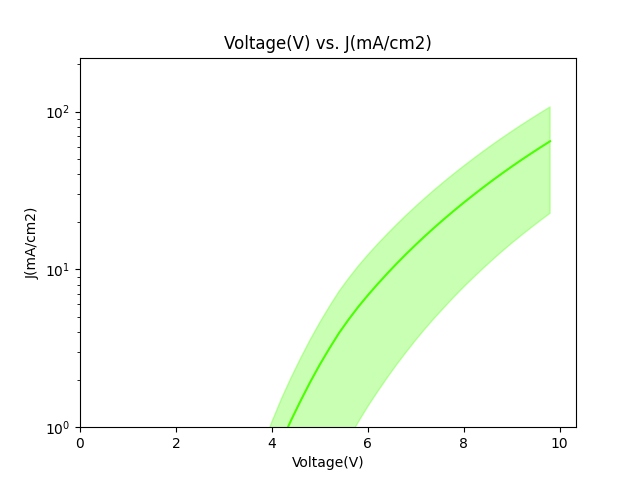 Voltage(V) vs. J(mA/cm2)
J(mA/cm2)
10²
10¹
10⁰
0 2 4 6 8 10
Voltage(V)